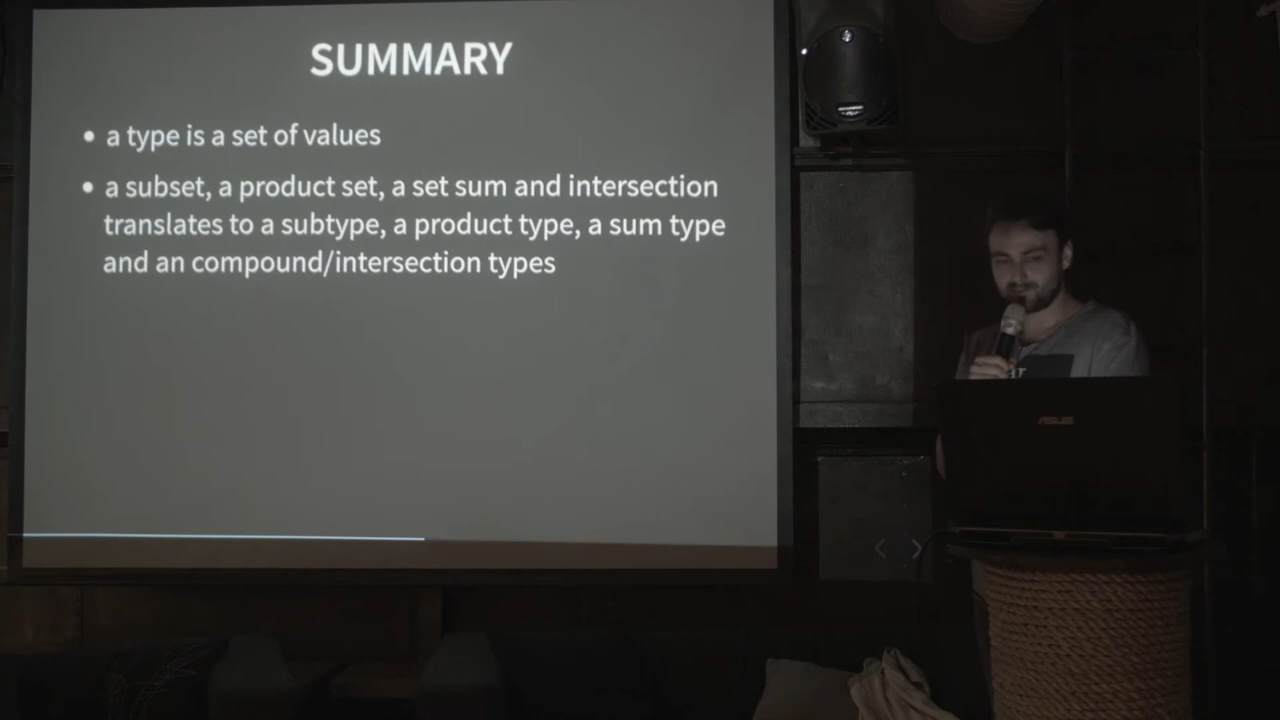 SUMMARY
• a type is a set of values
• a subset, a product set, a set sum and intersection
translates to a subtype, a product type, a sum type
and an compound/intersection types
ASUS